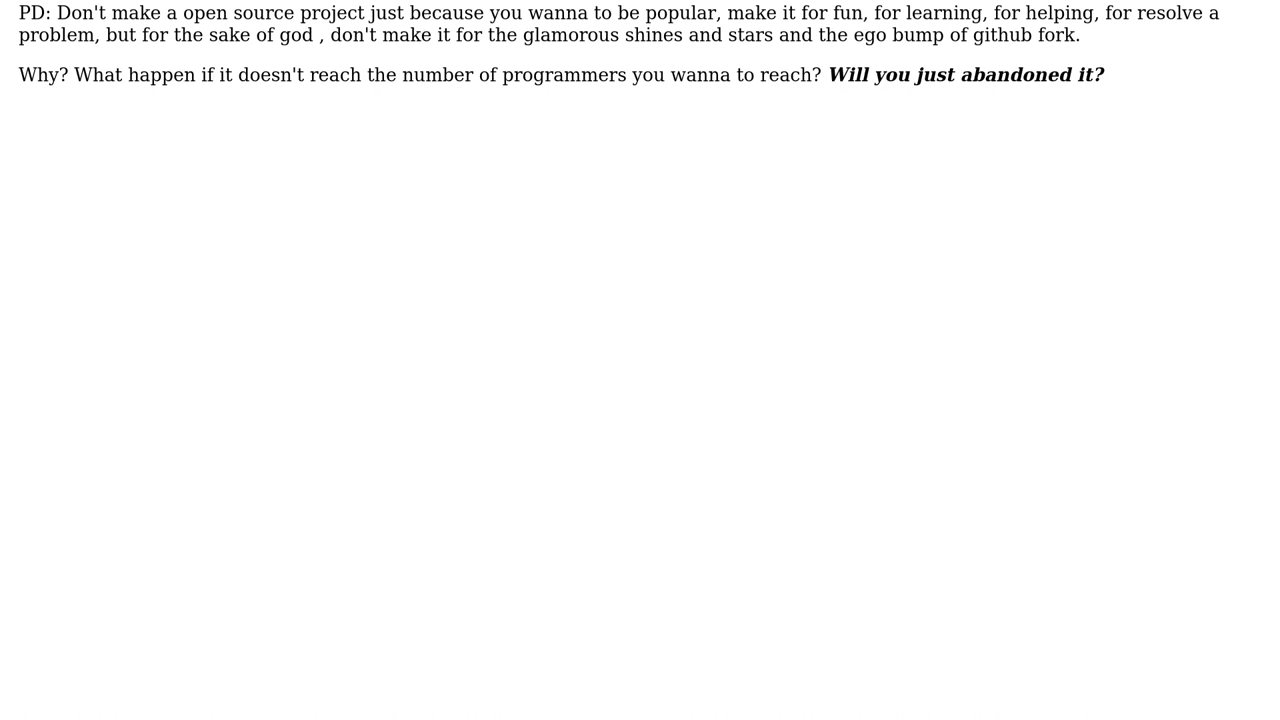 PD: Don't make a open source project just because you wanna to be popular, make it for fun, for learning, for helping, for resolve a
problem, but for the sake of god , don't make it for the glamorous shines and stars and the ego bump of github fork.
Why? What happen if it doesn't reach the number of programmers you wanna to reach? Will you just abandoned it?